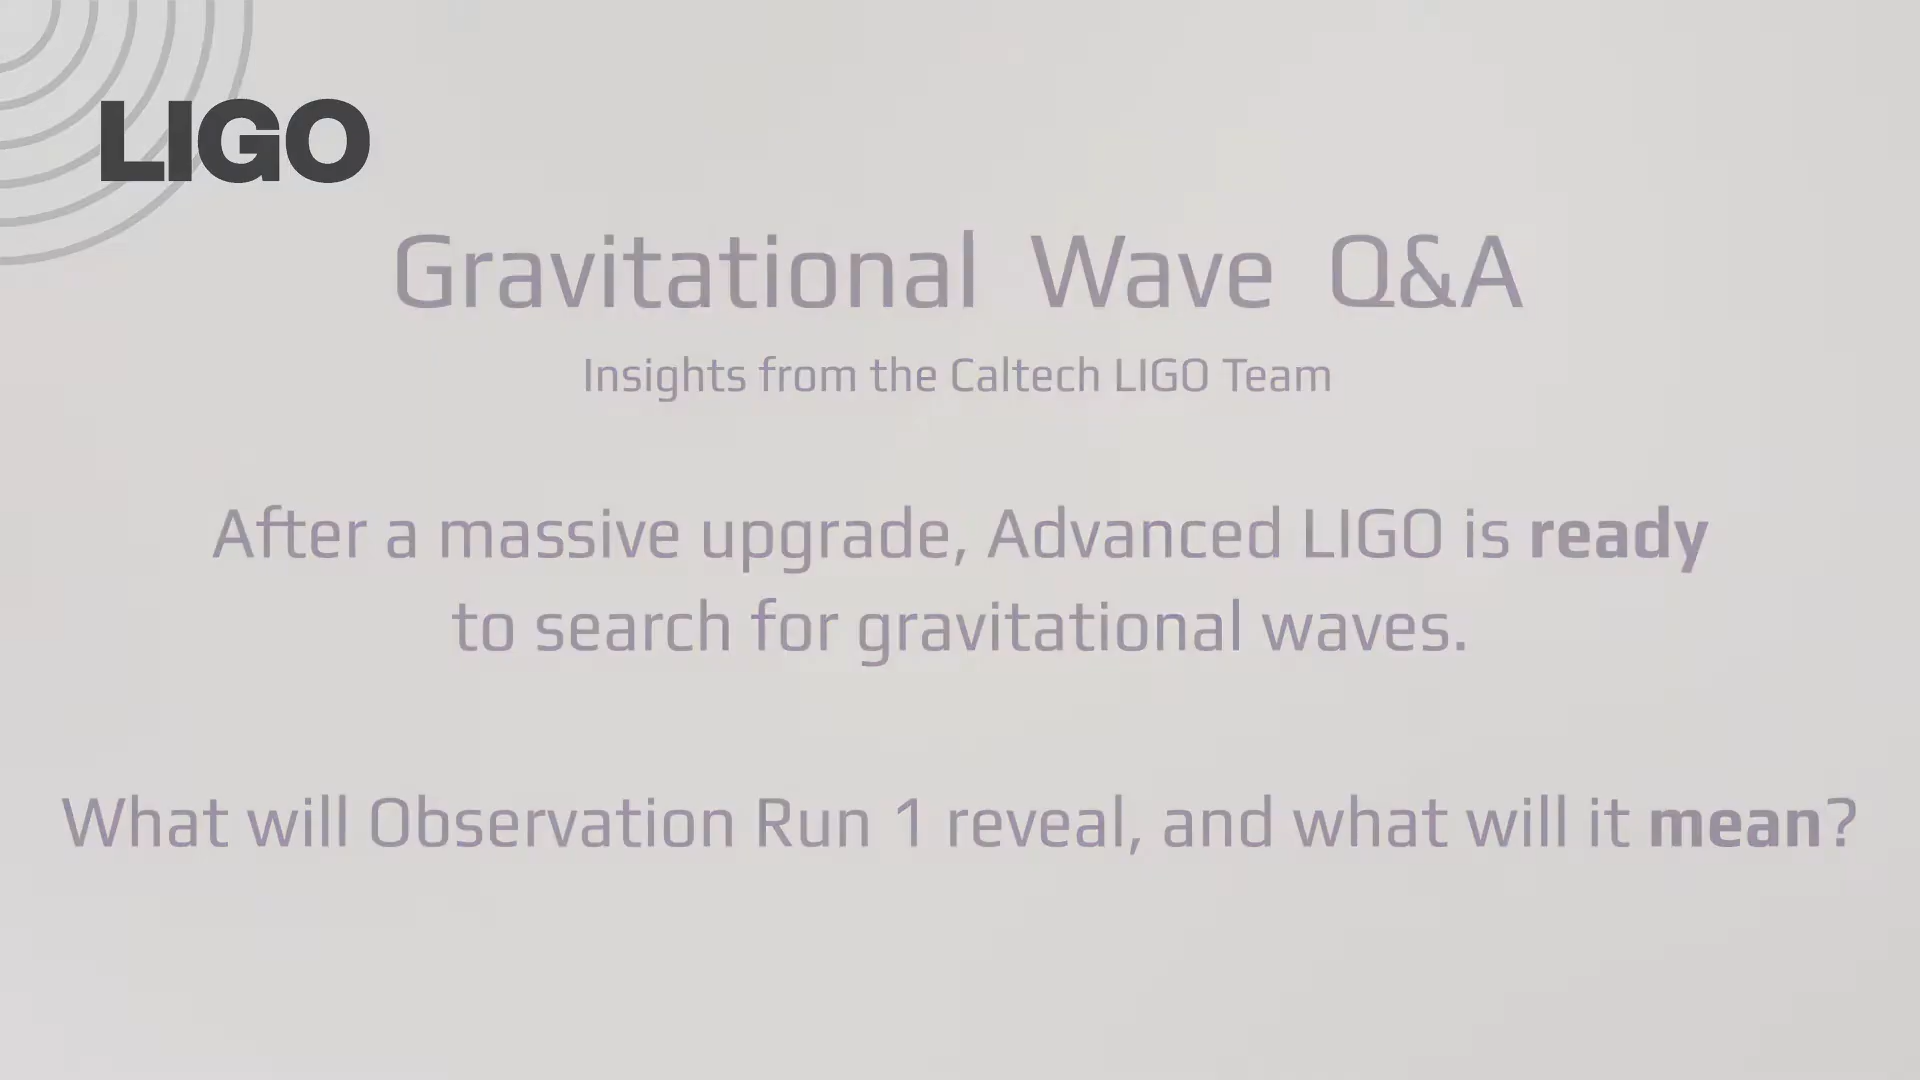 LIGO
Gravitational Wave Q&A
Insights from the Caltech LIGO Team
After a massive upgrade, Advanced LIGO is ready
to search for gravitational waves.
What will Observation Run 1 reveal, and what will it mean?